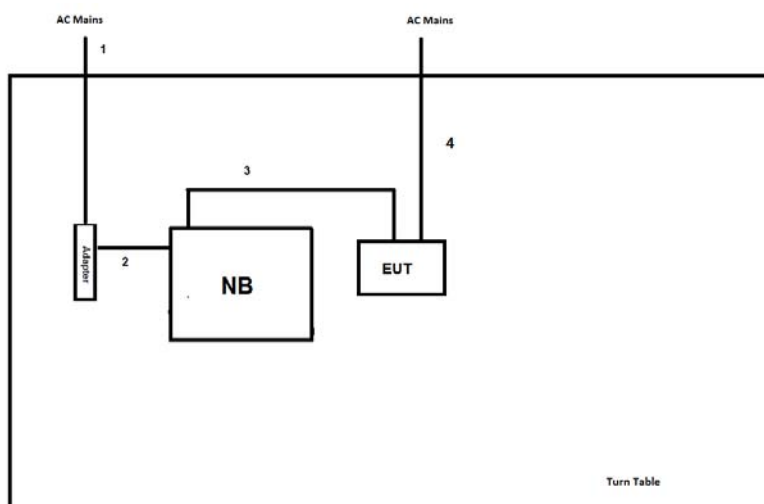 AC Mains
AC Mains
1
4
3
Adapter
2
NB
EUT
Turn Table